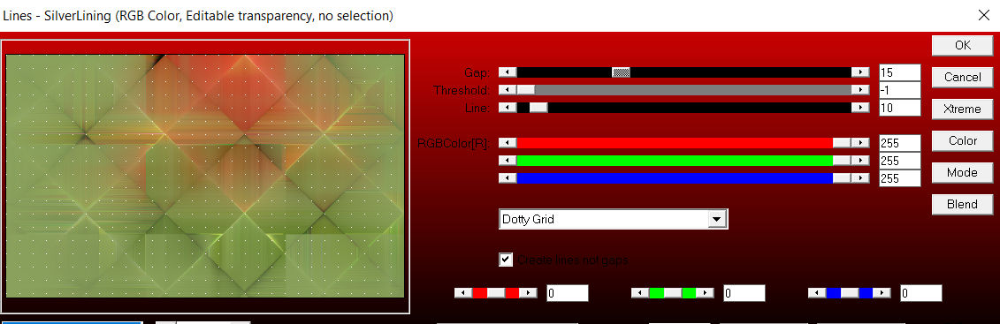 Lines - SilverLining (RGB Color, Editable transparency, no selection)
OK
Gap: 15
Cancel
Threshold: -1
Line: 10
Xtreme
RGBColor[R]: 255
Color
255
Mode
255
Blend
Dotty Grid
Create lines not gaps
0 0 0